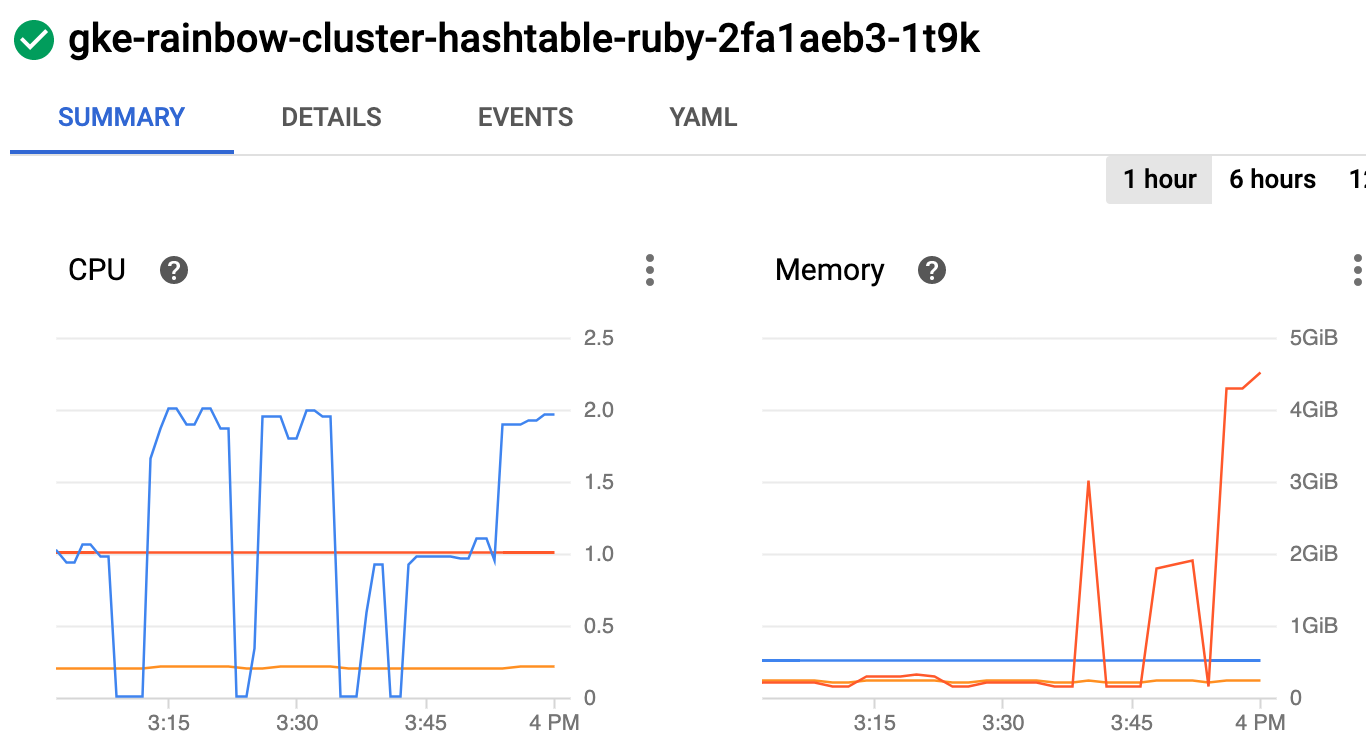 gke-rainbow-cluster-hashtable-ruby-2fa1aeb3-1t9k
SUMMARY DETAILS EVENTS YAML
1 hour 6 hours
CPU ? Memory ?
2.5 5GiB
2.0 4GiB
1.5 3GiB
1.0 2GiB
0.5 1GiB
0 0
3:15 3:30 3:45 4 PM 3:15 3:30 3:45 4 PM